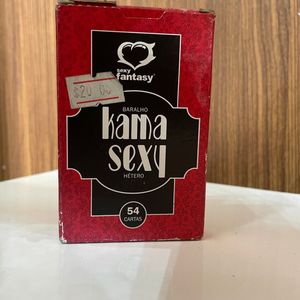 sexy
fantasy
$20 00
BARALHO
kama
sexy
HÉTERO
54
CARTAS